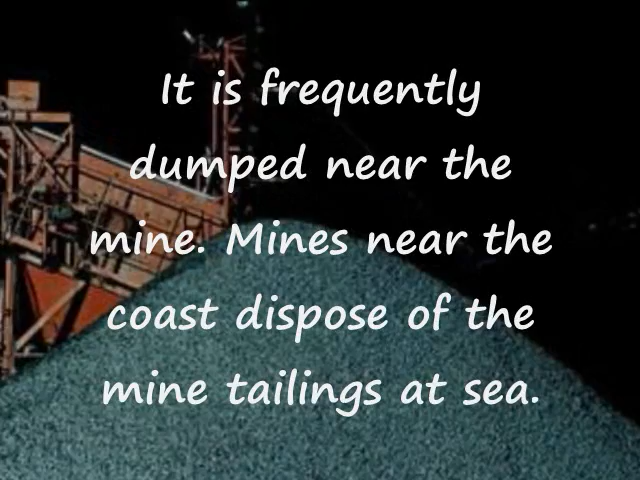 It is frequently
dumped near the
mine. Mines near the
coast dispose of the
mine tailings at sea.